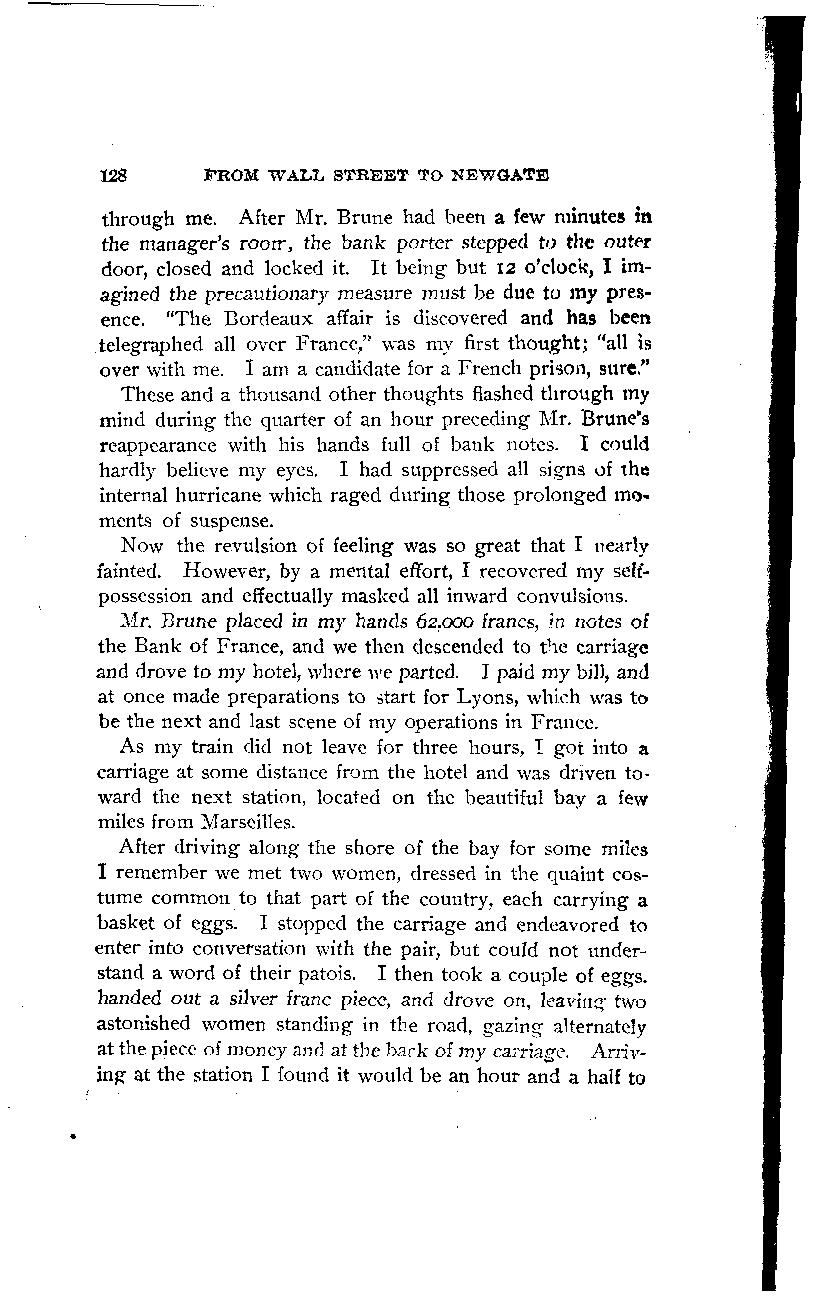 128 FROM WALL STREET TO NEWGATE
through me. After Mr. Brune had been a few minutes in
the manager's room, the bank porter stepped to the outer
door, closed and locked it. It being but 12 o'clock, I im-
agined the precautionary measure must be due to my pres-
ence. "The Bordeaux affair is discovered and has been
telegraphed all over France," was my first thought; "all is
over with me. I am a candidate for a French prison, sure."
These and a thousand other thoughts flashed through my
mind during the quarter of an hour preceding Mr. Brune's
reappearance with his hands full of bank notes. I could
hardly believe my eyes. I had suppressed all signs of the
internal hurricane which raged during those prolonged mo-
ments of suspense.
Now the revulsion of feeling was so great that I nearly
fainted. However, by a mental effort, I recovered my self-
possession and effectually masked all inward convulsions.
Mr. Brune placed in my hands 62,000 francs, in notes of
the Bank of France, and we then descended to the carriage
and drove to my hotel, where we parted. I paid my bill, and
at once made preparations to start for Lyons, which was to
be the next and last scene of my operations in France.
As my train did not leave for three hours, I got into a
carriage at some distance from the hotel and was driven to-
ward the next station, located on the beautiful bay a few
miles from Marseilles.
After driving along the shore of the bay for some miles
I remember we met two women, dressed in the quaint cos-
tume common to that part of the country, each carrying a
basket of eggs. I stopped the carriage and endeavored to
enter into conversation with the pair, but could not under-
stand a word of their patois. I then took a couple of eggs.
handed out a silver franc piece, and drove on, leaving two
astonished women standing in the road, gazing alternately
at the piece of money and at the back of my carriage. Arriv-
ing at the station I found it would be an hour and a half to